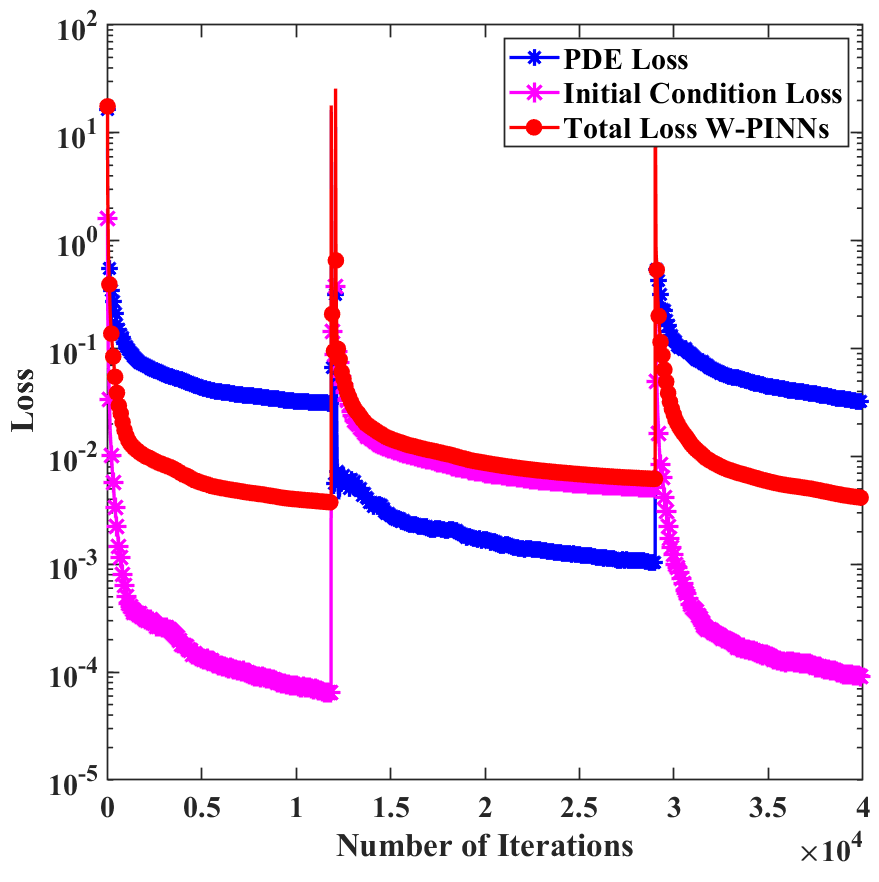 10^2
10^1
10^0
10^-1
10^-2
10^-3
10^-4
10^-5
Loss
PDE Loss
Initial Condition Loss
Total Loss W-PINNs
0 0.5 1 1.5 2 2.5 3 3.5 4
Number of Iterations
×10^4